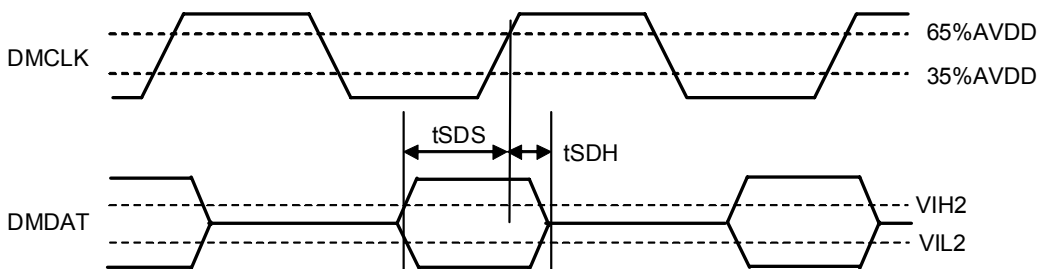 65%AVDD
DMCLK
35%AVDD
tSDS
tSDH
VIH2
DMDAT
VIL2